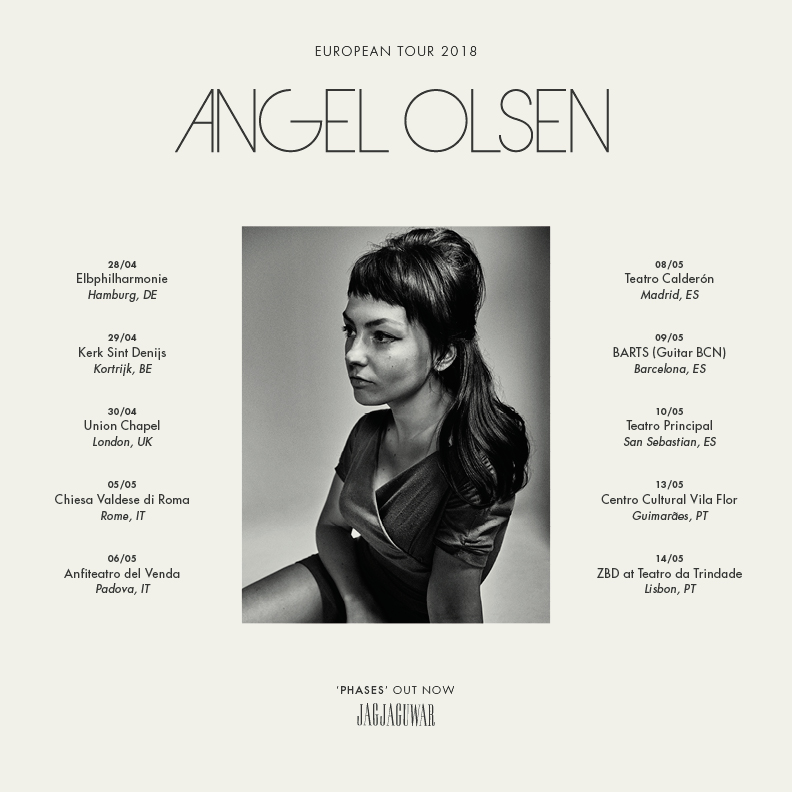 EUROPEAN TOUR 2018
ANGEL OLSEN
28/04
Elbphilharmonie
Hamburg, DE
29/04
Kerk Sint Denijs
Kortrijk, BE
30/04
Union Chapel
London, UK
05/05
Chiesa Valdese di Roma
Rome, IT
06/05
Anfiteatro del Venda
Padova, IT
08/05
Teatro Calderón
Madrid, ES
09/05
BARTS (Guitar BCN)
Barcelona, ES
10/05
Teatro Principal
San Sebastian, ES
13/05
Centro Cultural Vila Flor
Guimarães, PT
14/05
ZBD at Teatro da Trindade
Lisbon, PT
'PHASES' OUT NOW
JAGJAGUWAR